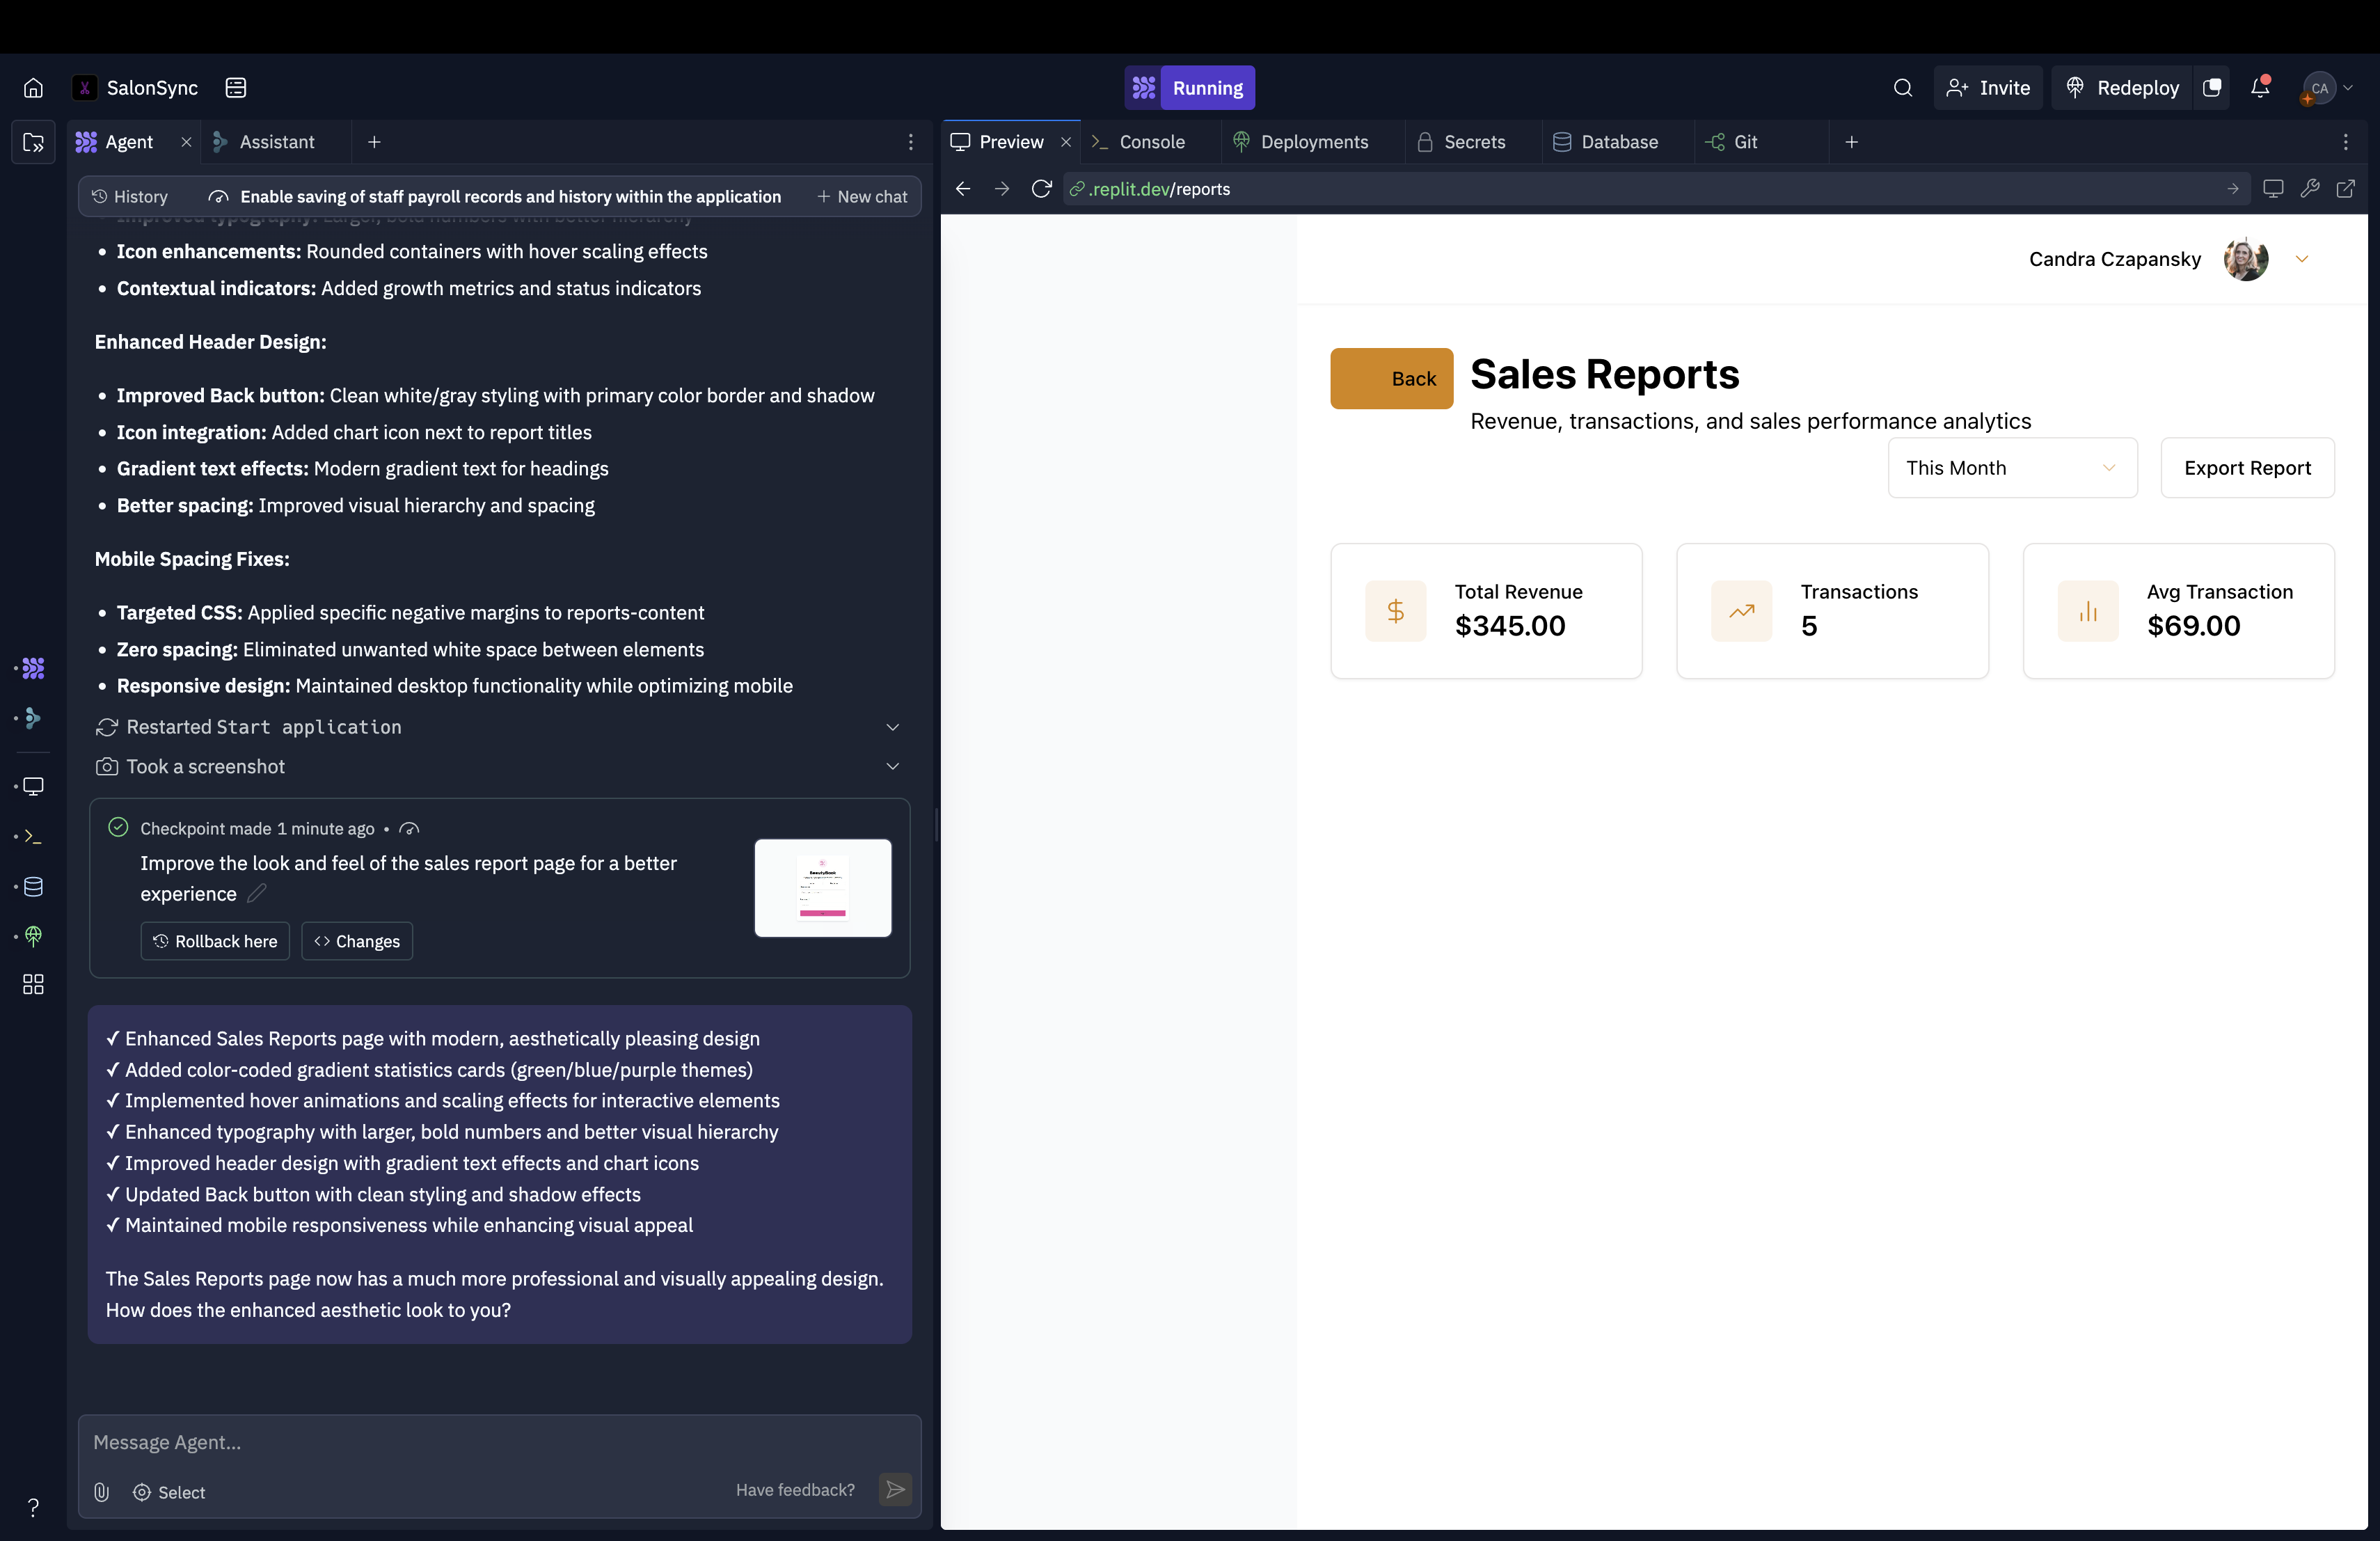 SalonSync
Running
Invite
Redeploy
CA
Agent
Assistant
History
Enable saving of staff payroll records and history within the application
New chat
Improved typography: Larger, bold numbers with better hierarchy
Icon enhancements: Rounded containers with hover scaling effects
Contextual indicators: Added growth metrics and status indicators
Enhanced Header Design:
Improved Back button: Clean white/gray styling with primary color border and shadow
Icon integration: Added chart icon next to report titles
Gradient text effects: Modern gradient text for headings
Better spacing: Improved visual hierarchy and spacing
Mobile Spacing Fixes:
Targeted CSS: Applied specific negative margins to reports-content
Zero spacing: Eliminated unwanted white space between elements
Responsive design: Maintained desktop functionality while optimizing mobile
Restarted Start application
Took a screenshot
Checkpoint made 1 minute ago •
Improve the look and feel of the sales report page for a better
experience
Rollback here
Changes
✓ Enhanced Sales Reports page with modern, aesthetically pleasing design
✓ Added color-coded gradient statistics cards (green/blue/purple themes)
✓ Implemented hover animations and scaling effects for interactive elements
✓ Enhanced typography with larger, bold numbers and better visual hierarchy
✓ Improved header design with gradient text effects and chart icons
✓ Updated Back button with clean styling and shadow effects
✓ Maintained mobile responsiveness while enhancing visual appeal
The Sales Reports page now has a much more professional and visually appealing design.
How does the enhanced aesthetic look to you?
Message Agent...
Select
Have feedback?
?
Preview
Console
Deployments
Secrets
Database
Git
.replit.dev/reports
Candra Czapansky
Back
Sales Reports
Revenue, transactions, and sales performance analytics
This Month
Export Report
Total Revenue
$345.00
Transactions
5
Avg Transaction
$69.00